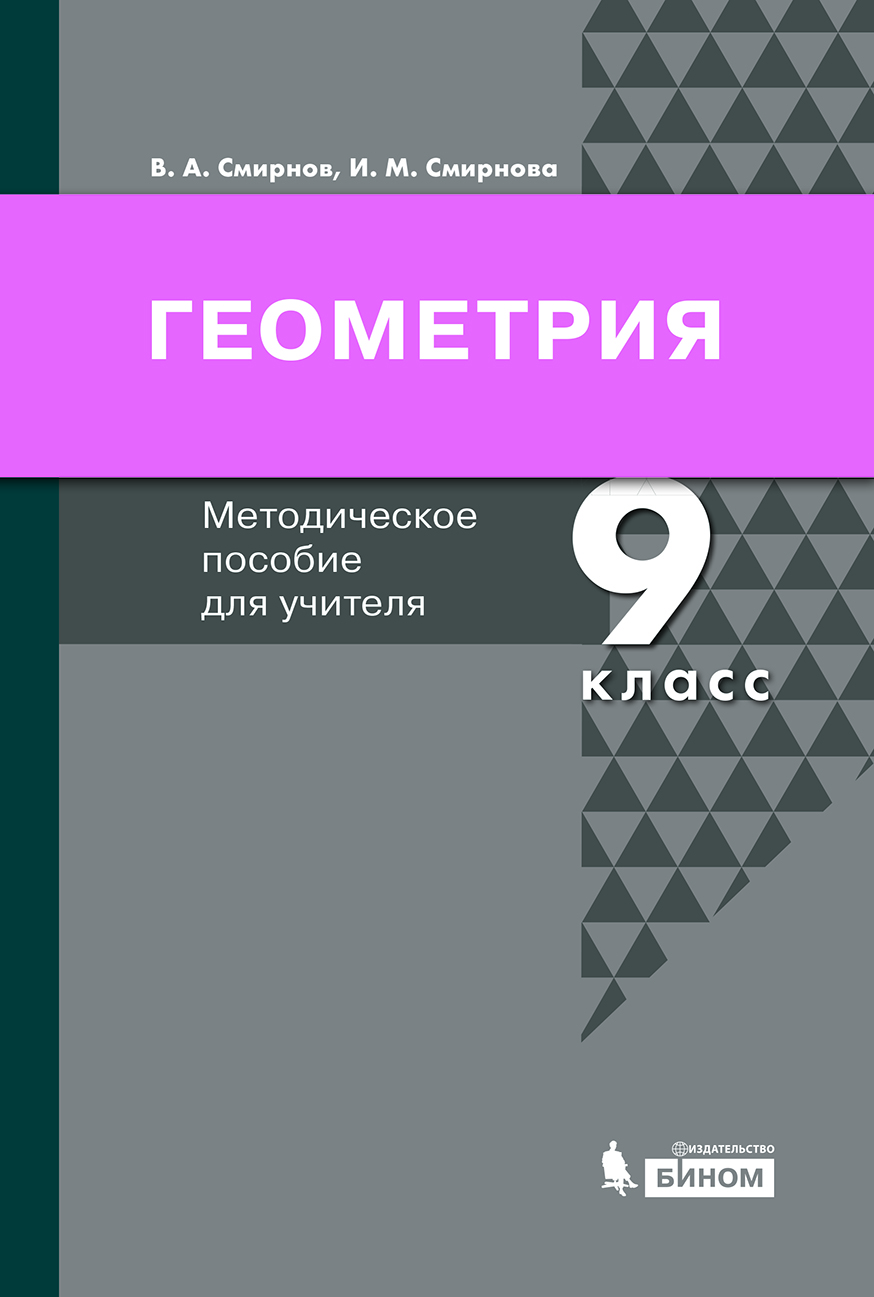 В. А. Смирнов, И. М. Смирнова
ГЕОМЕТРИЯ
Методическое
пособие
для учителя
9
класс
ИЗДАТЕЛЬСТВО
БИНОМ